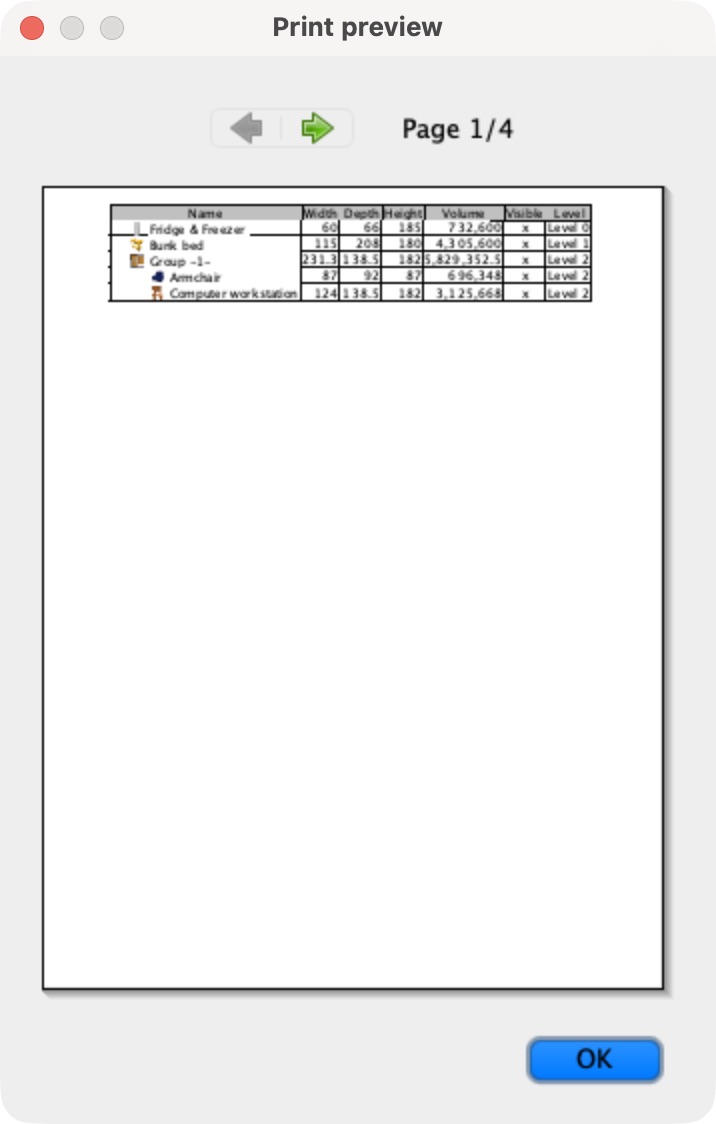 Print preview
Page 1/4
Name Width Depth Height Volume Visible Level
Fridge & Freezer 60 66 185 732,600 x Level 0
Bunk bed 115 208 180 4,305,600 x Level 1
Group -1- 231.3 138.5 182 5,829,352.5 x Level 2
Armchair 87 92 87 696,348 x Level 2
Computer workstation 124 138.5 182 3,125,668 x Level 2
OK